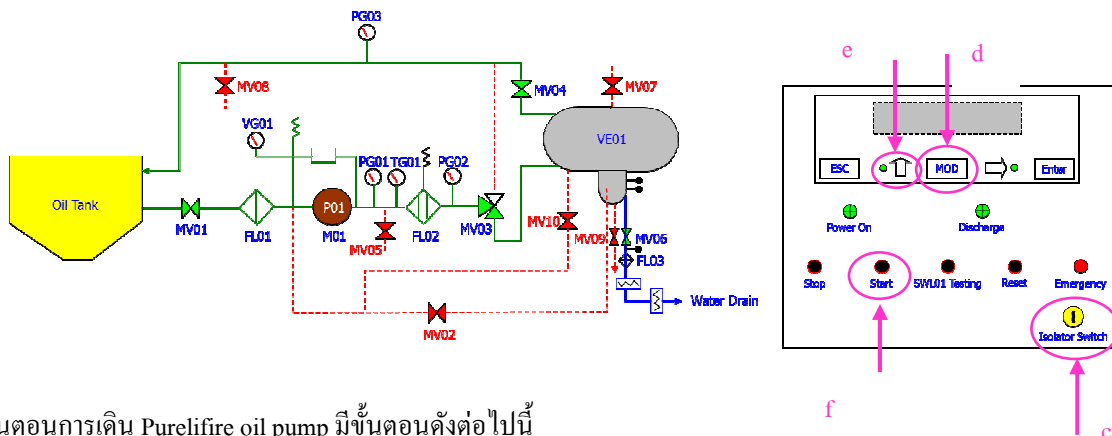 PG03
e
d
MV08
MV04
MV07
VG01
VE01
PG01 TG01
PG02
ESC
MOD
Enter
Oil Tank
P01
MV01
FL01
M01
MV05
FL02
MV03
MV10
MV09
MV06
FL03
Power On
Discharge
Stop
Start
SWL01 Testing
Reset
Emergency
Water Drain
MV02
Isolator Switch
f
c
นตอนการเดิน Purelifire oil pump มีขั้นตอนดังต่อไปนี้